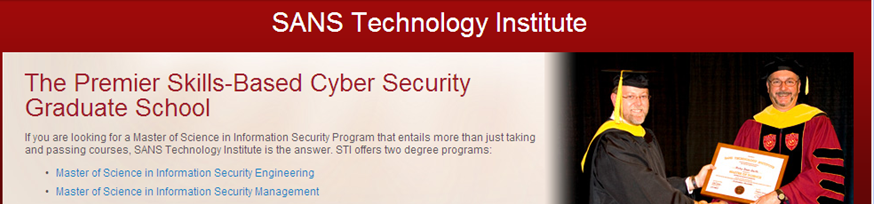 SANS Technology Institute
The Premier Skills-Based Cyber Security
Graduate School
If you are looking for a Master of Science in Information Security Program that entails more than just taking
and passing courses, SANS Technology Institute is the answer. STI offers two degree programs:
• Master of Science in Information Security Engineering
• Master of Science in Information Security Management